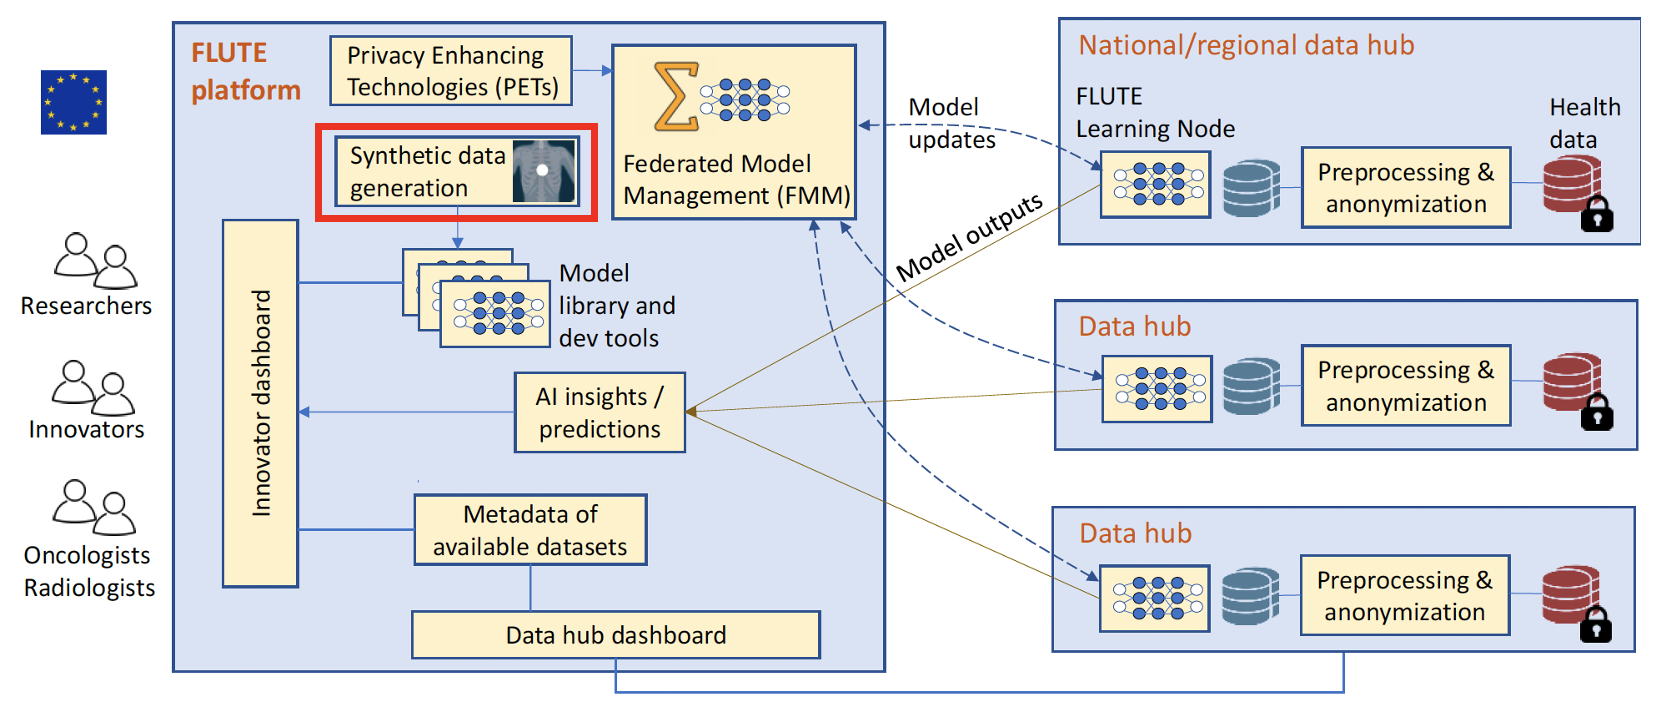 FLUTE
platform
Privacy Enhancing
Technologies (PETs)
Synthetic data
generation
Federated Model
Management (FMM)
Model
library and
dev tools
Innovator dashboard
AI insights /
predictions
Metadata of
available datasets
Data hub dashboard
Researchers
Innovators
Oncologists
Radiologists
Model
updates
Model outputs
National/regional data hub
FLUTE
Learning Node
Health
data
Preprocessing &
anonymization
Data hub
Preprocessing &
anonymization
Data hub
Preprocessing &
anonymization